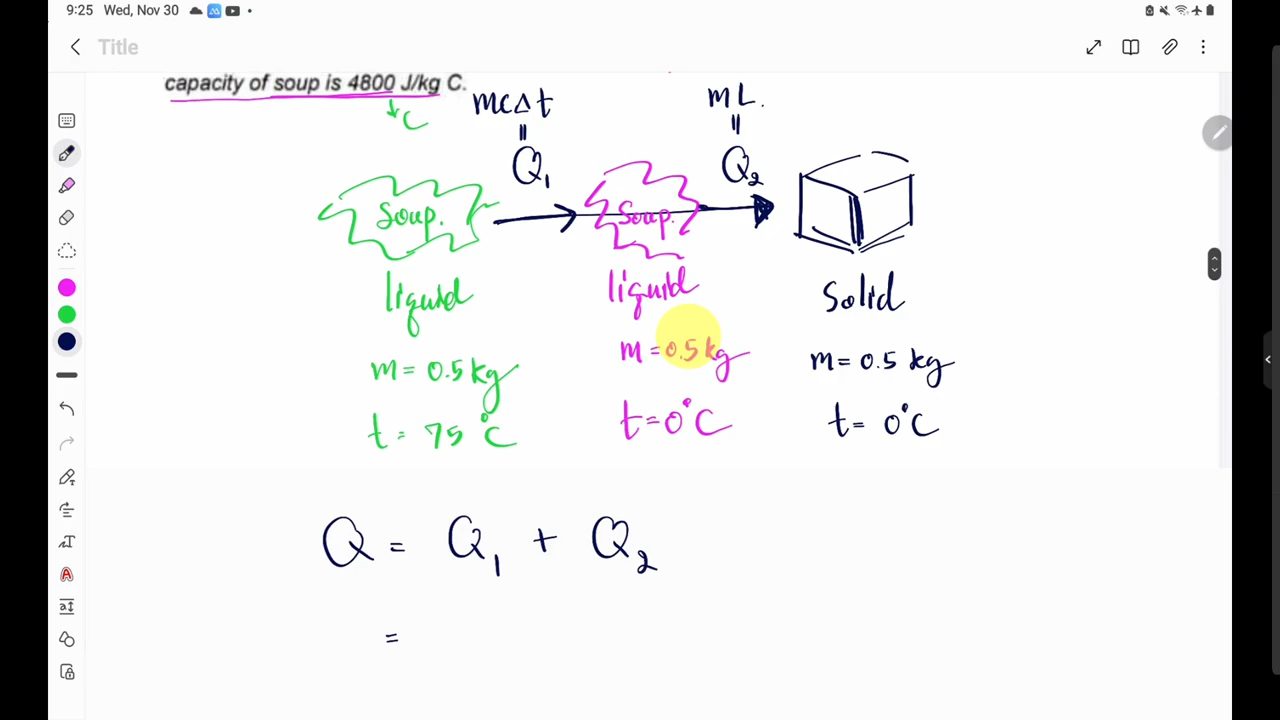 9:25 Wed, Nov 30
Title
capacity of soup is 4800 J/kg C.
C
mcΔt
=
Q1
mL.
=
Q2
Soup.
Soup.
liquid
liquid
Solid
m = 0.5 kg
m = 0.5 kg
m = 0.5 kg
t = 75 °C
t = 0°C
t = 0°C
Q = Q1 + Q2
=